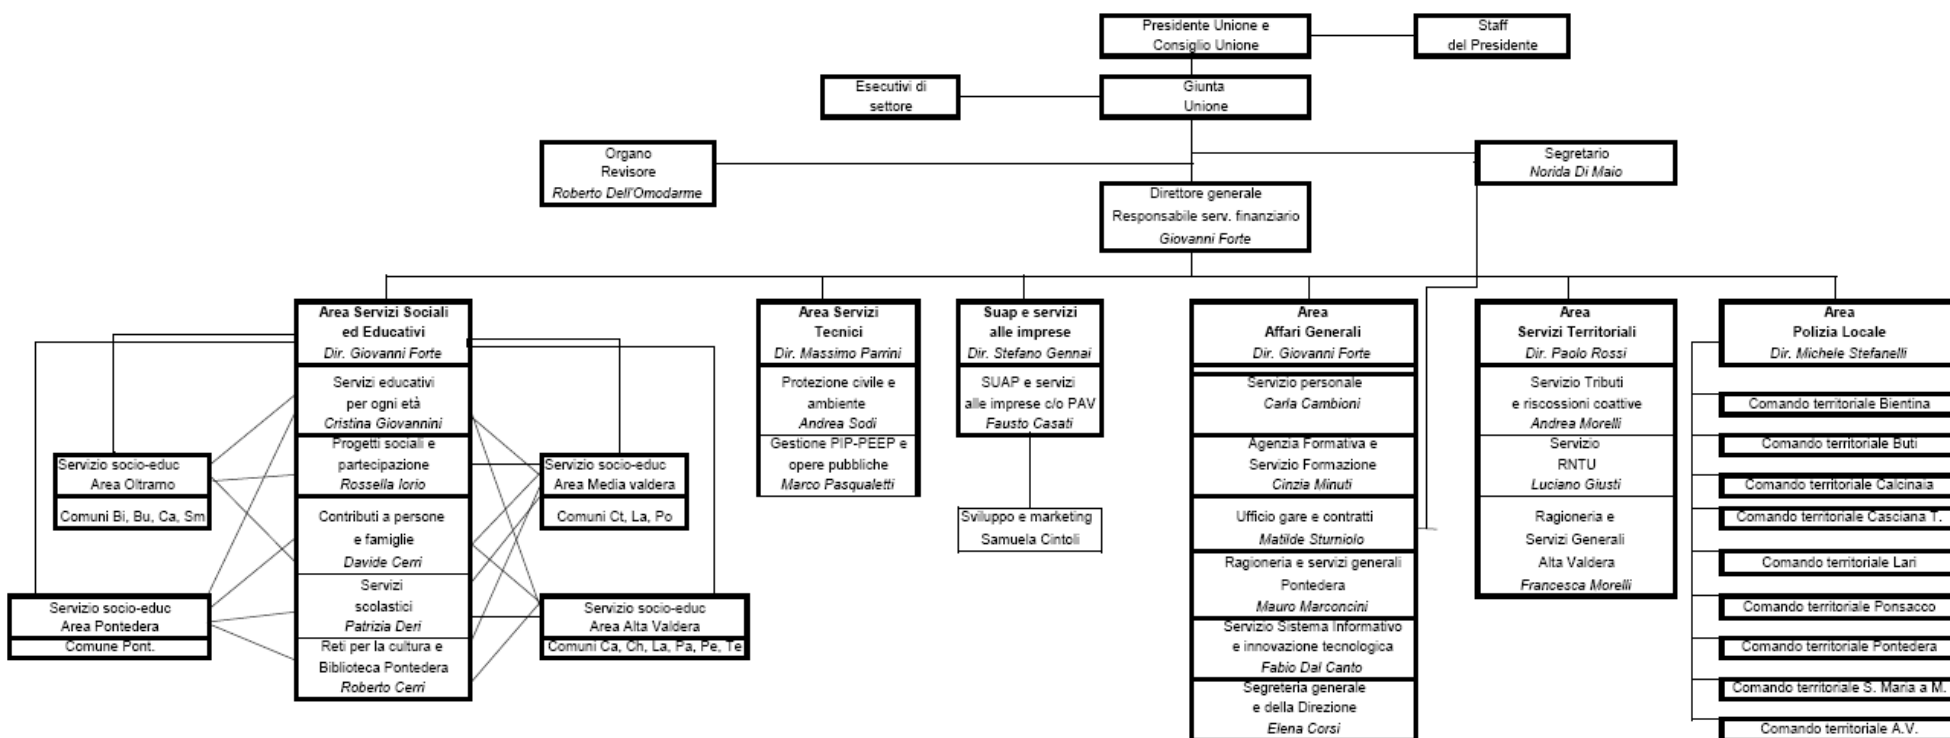 Presidente Unione e
Consiglio Unione
Staff
del Presidente
Esecutivi di
settore
Giunta
Unione
Organo
Revisore
Roberto Dell'Omodarme
Segretario
Norida Di Maio
Direttore generale
Responsabile serv. finanziario
Giovanni Forte
Area Servizi Sociali
ed Educativi
Dir. Giovanni Forte
Servizi educativi
per ogni età
Cristina Giovannini
Progetti sociali e
partecipazione
Rossella Iorio
Contributi a persone
e famiglie
Davide Cerri
Servizi
scolastici
Patrizia Deri
Reti per la cultura e
Biblioteca Pontedera
Roberto Cerri
Servizio socio-educ
Area Oltrarno
Comuni Bi, Bu, Ca, Sm
Servizio socio-educ
Area Pontedera
Comune Pont.
Servizio socio-educ
Area Media valdera
Comuni Ct, La, Po
Servizio socio-educ
Area Alta Valdera
Comuni Ca, Ch, La, Pa, Pe, Te
Area Servizi
Tecnici
Dir. Massimo Parrini
Protezione civile e
ambiente
Andrea Sodi
Gestione PIP-PEEP e
opere pubbliche
Marco Pasqualetti
Suap e servizi
alle imprese
Dir. Stefano Gennai
SUAP e servizi
alle imprese c/o PAV
Fausto Casati
Sviluppo e marketing
Samuela Cintoli
Area
Affari Generali
Dir. Giovanni Forte
Servizio personale
Carla Cambioni
Agenzia Formativa e
Servizio Formazione
Cinzia Minuti
Ufficio gare e contratti
Matilde Sturniolo
Ragioneria e servizi generali
Pontedera
Mauro Marconcini
Servizio Sistema Informativo
e innovazione tecnologica
Fabio Dal Canto
Segreteria generale
e della Direzione
Elena Corsi
Area
Servizi Territoriali
Dir. Paolo Rossi
Servizio Tributi
e riscossioni coattive
Andrea Morelli
Servizio
RNTU
Luciano Giusti
Ragioneria e
Servizi Generali
Alta Valdera
Francesca Morelli
Area
Polizia Locale
Dir. Michele Stefanelli
Comando territoriale Bientina
Comando territoriale Buti
Comando territoriale Calcinaia
Comando territoriale Casciana T.
Comando territoriale Lari
Comando territoriale Ponsacco
Comando territoriale Pontedera
Comando territoriale S. Maria a M.
Comando territoriale A.V.